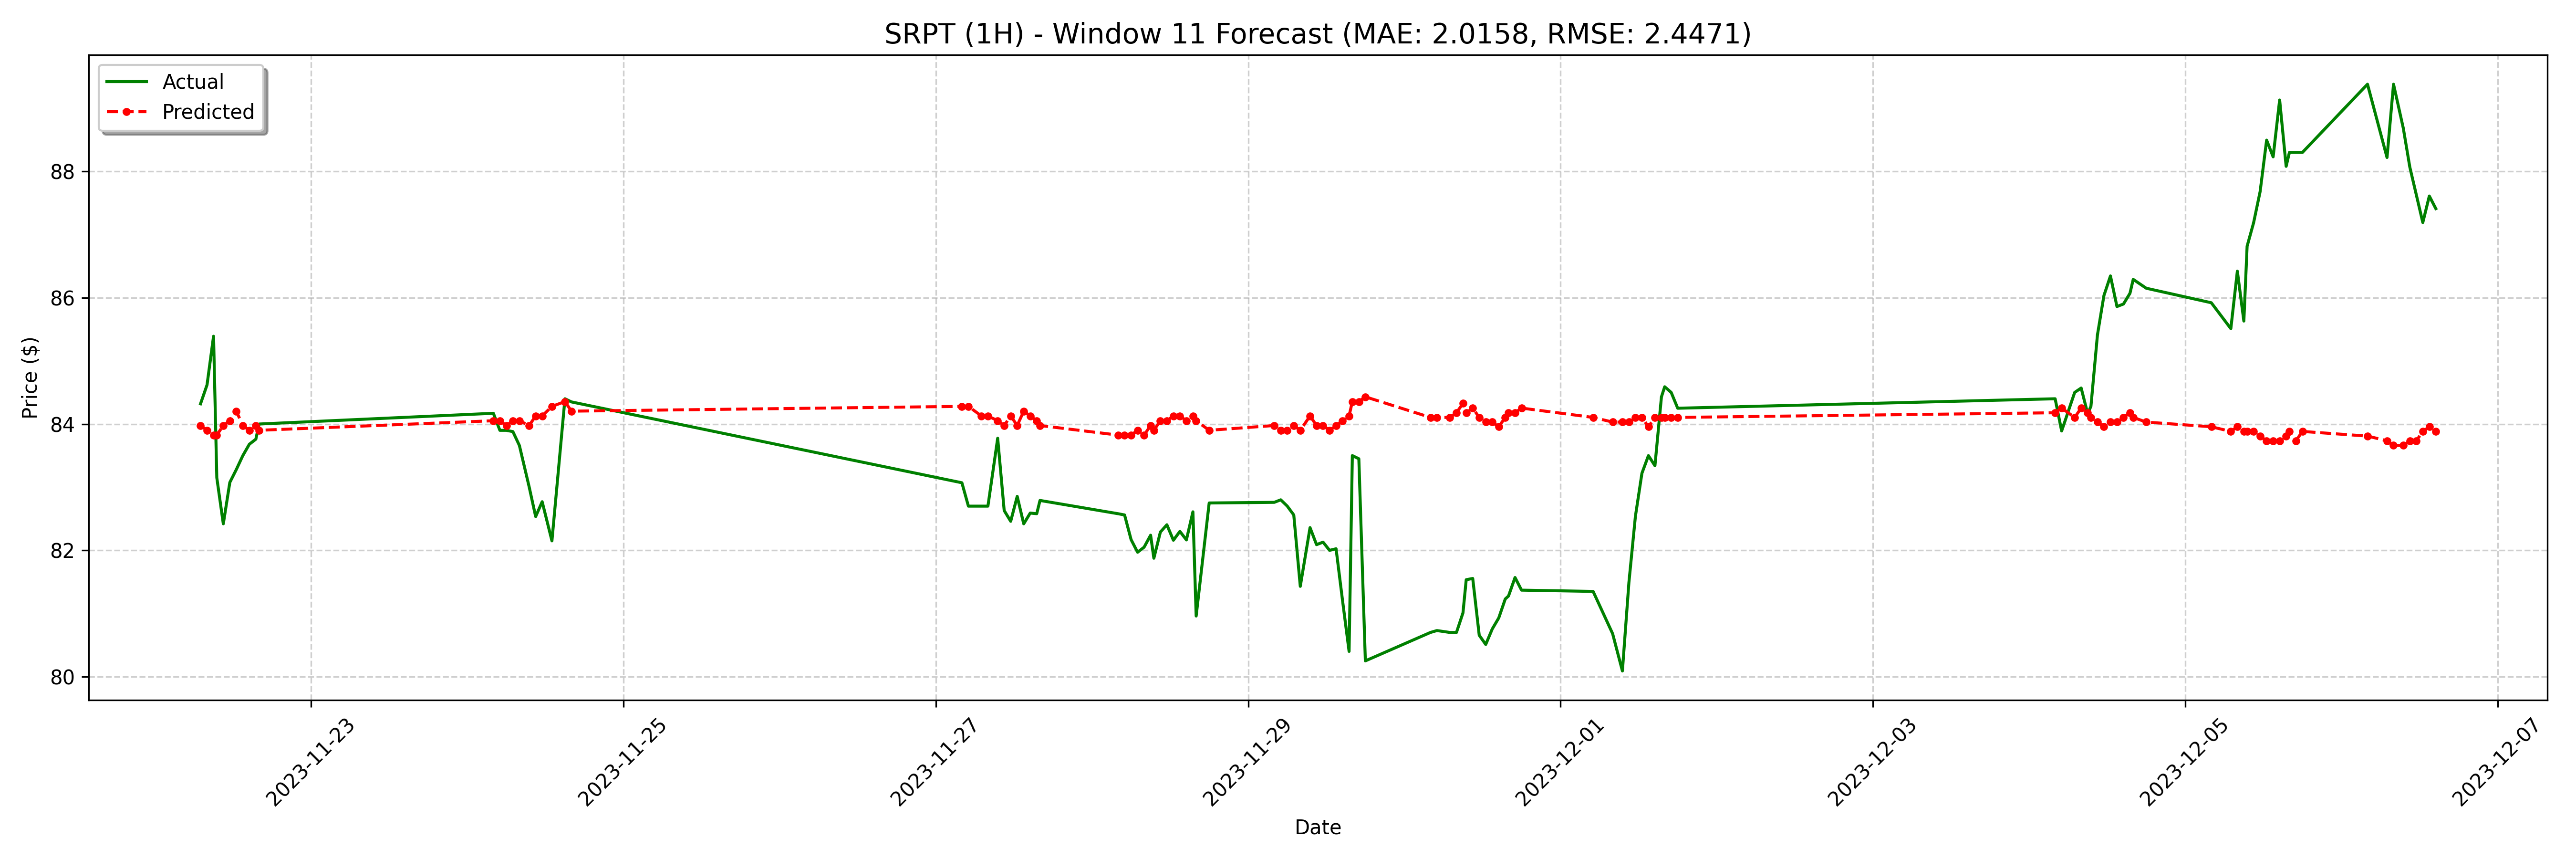 SRPT (1H) - Window 11 Forecast (MAE: 2.0158, RMSE: 2.4471)
Actual
Predicted
Price ($)
88
86
84
82
80
2023-11-23
2023-11-25
2023-11-27
2023-11-29
2023-12-01
2023-12-03
2023-12-05
2023-12-07
Date